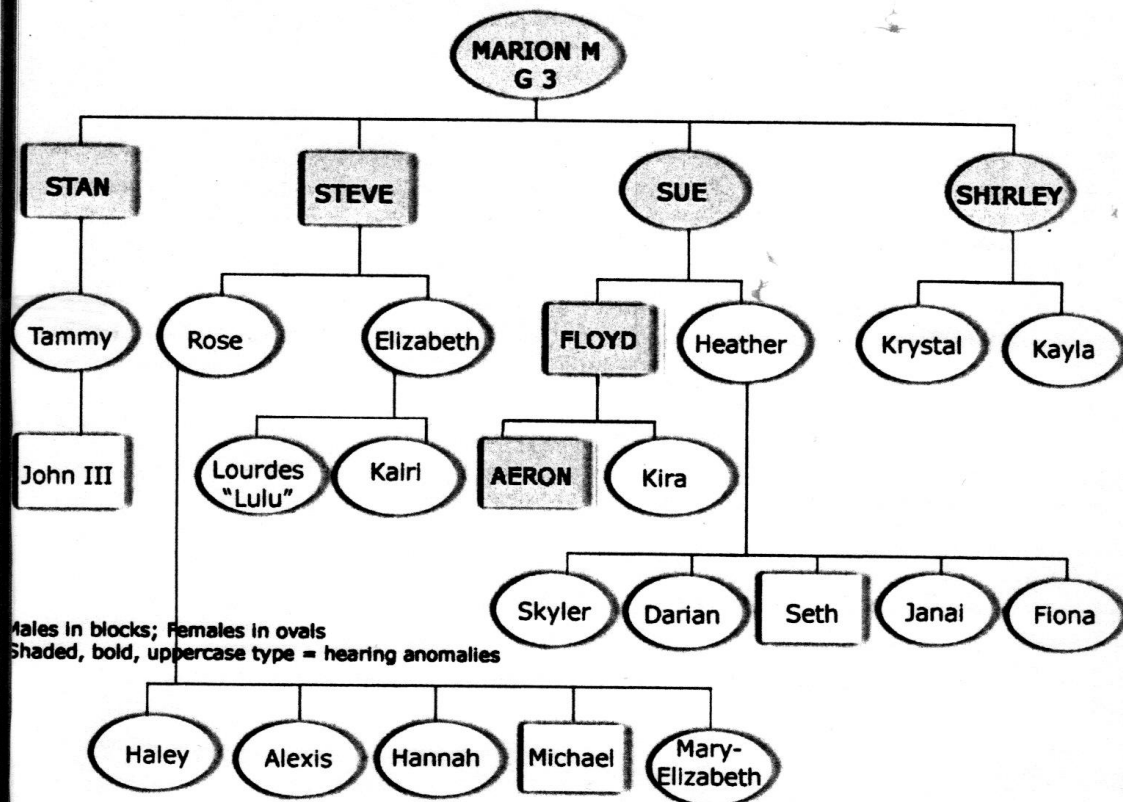 MARION M
G 3
STAN
STEVE
SUE
SHIRLEY
Tammy
Rose
Elizabeth
FLOYD
Heather
Krystal
Kayla
John III
Lourdes
"Lulu"
Kairi
AERON
Kira
Skyler
Darian
Seth
Janai
Fiona
Males in blocks; Females in ovals
Shaded, bold, uppercase type = hearing anomalies
Haley
Alexis
Hannah
Michael
Mary-
Elizabeth